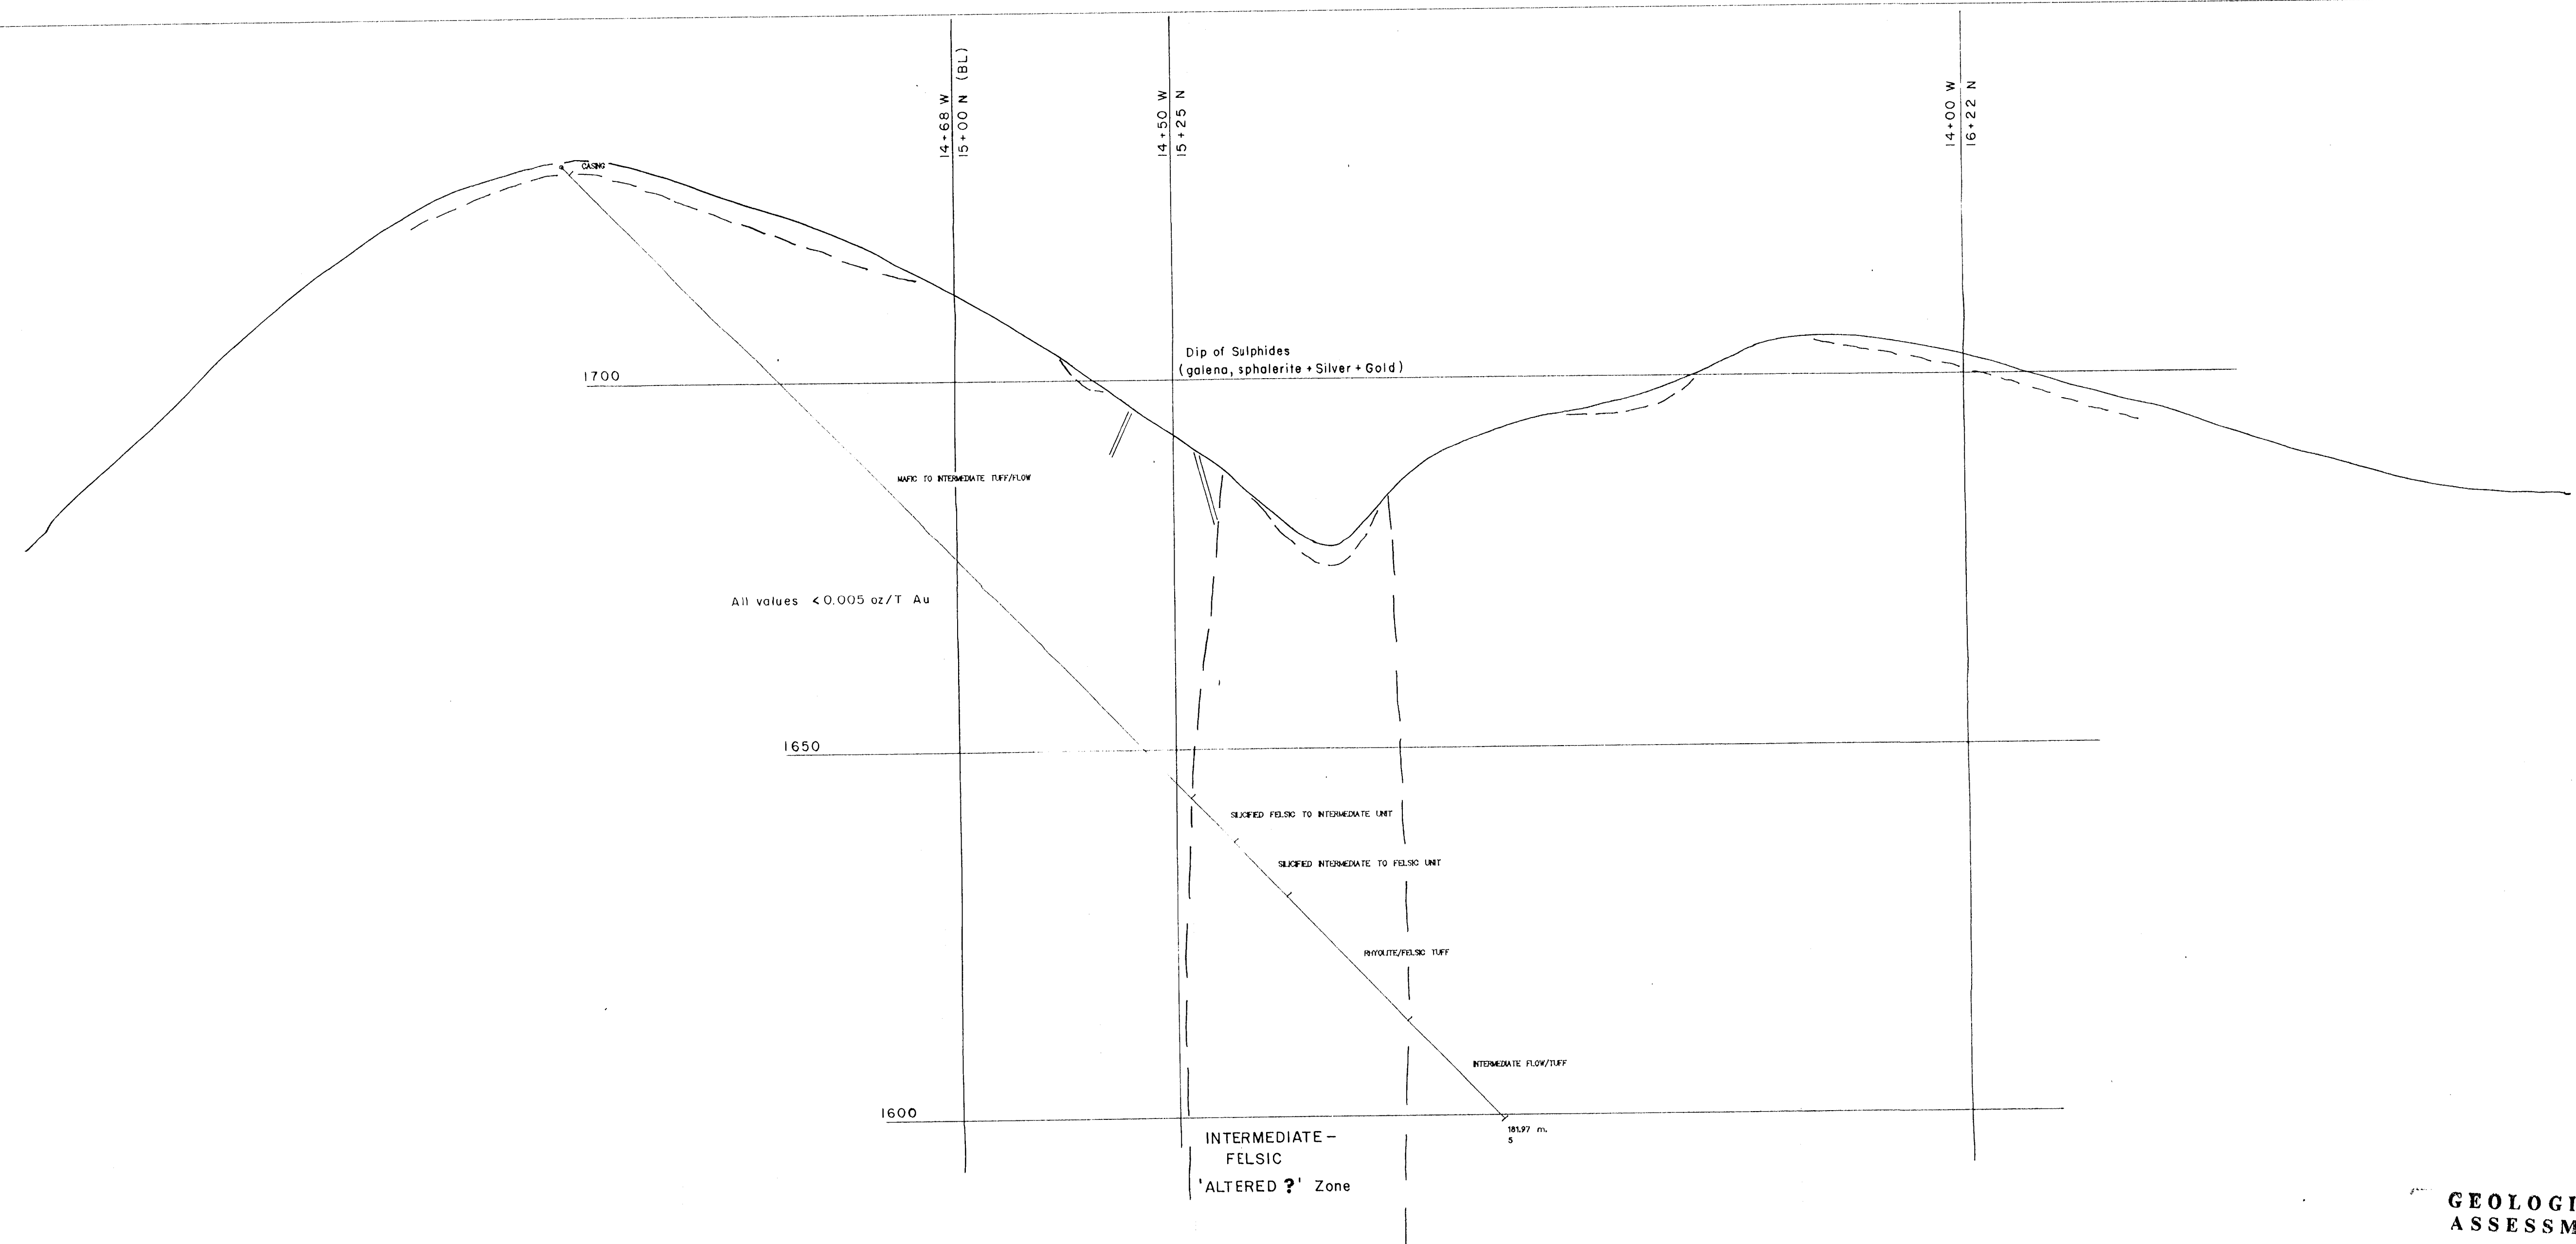 14+68 W
15+00 N (BL)
14+50 W
15+25 N
14+00 W
16+22 N
CASING
Dip of Sulphides
(galena, sphalerite + Silver + Gold)
1700
MAFIC TO INTERMEDIATE TUFF/FLOW
All values <0.005 oz/T Au
1650
SILICIFIED FELSIC TO INTERMEDIATE UNIT
SILICIFIED INTERMEDIATE TO FELSIC UNIT
RHYOLITE/FELSIC TUFF
INTERMEDIATE FLOW/TUFF
1600
181.97 m.
5
INTERMEDIATE –
FELSIC
'ALTERED ?' Zone
GEOLOGI
ASSESSM